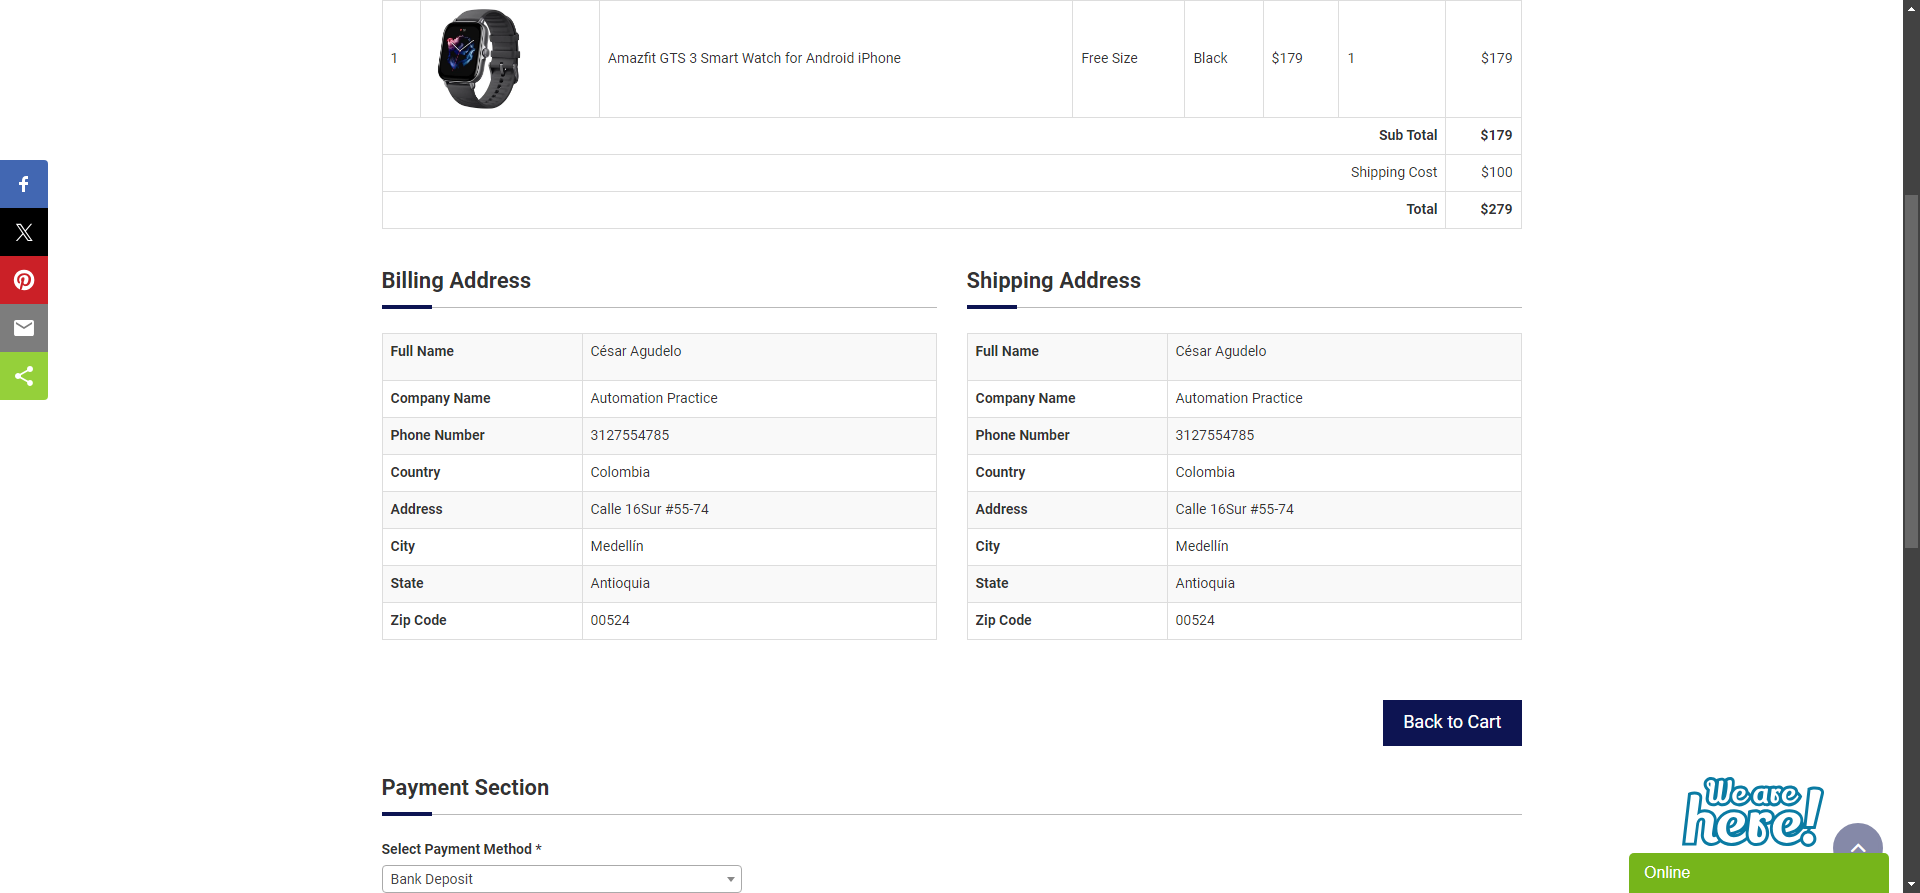 1 Amazfit GTS 3 Smart Watch for Android iPhone Free Size Black $179 1 $179
Sub Total $179
Shipping Cost $100
Total $279
Billing Address
Full Name César Agudelo
Company Name Automation Practice
Phone Number 3127554785
Country Colombia
Address Calle 16Sur #55-74
City Medellín
State Antioquia
Zip Code 00524
Shipping Address
Full Name César Agudelo
Company Name Automation Practice
Phone Number 3127554785
Country Colombia
Address Calle 16Sur #55-74
City Medellín
State Antioquia
Zip Code 00524
Back to Cart
Payment Section
Select Payment Method *
Bank Deposit
We are
here!
Online